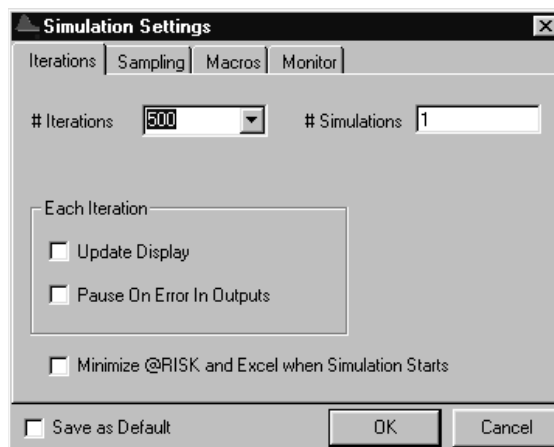 Simulation Settings
Iterations Sampling Macros Monitor
# Iterations 500 # Simulations 1
Each Iteration
Update Display
Pause On Error In Outputs
Minimize @RISK and Excel when Simulation Starts
Save as Default OK Cancel